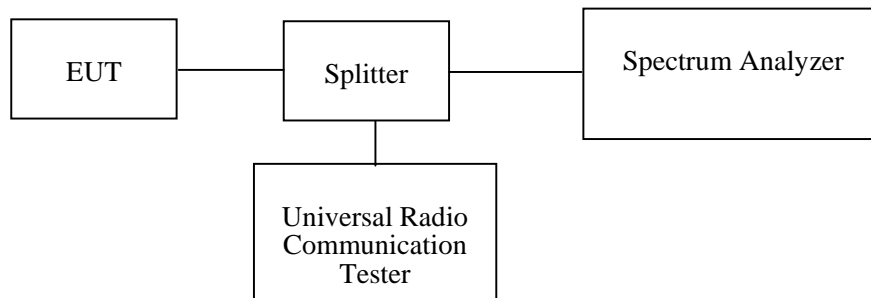 EUT
Splitter
Spectrum Analyzer
Universal Radio
Communication
Tester